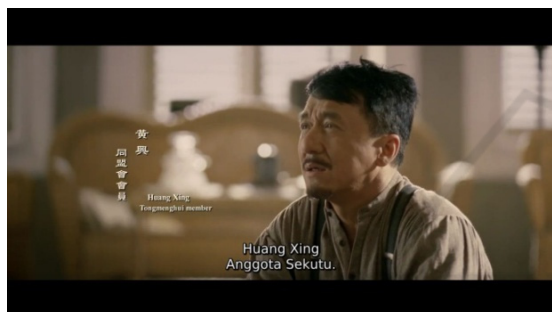 黃興
同盟會會員
Huang Xing
Tongmenghui member
Huang Xing
Anggota Sekutu.